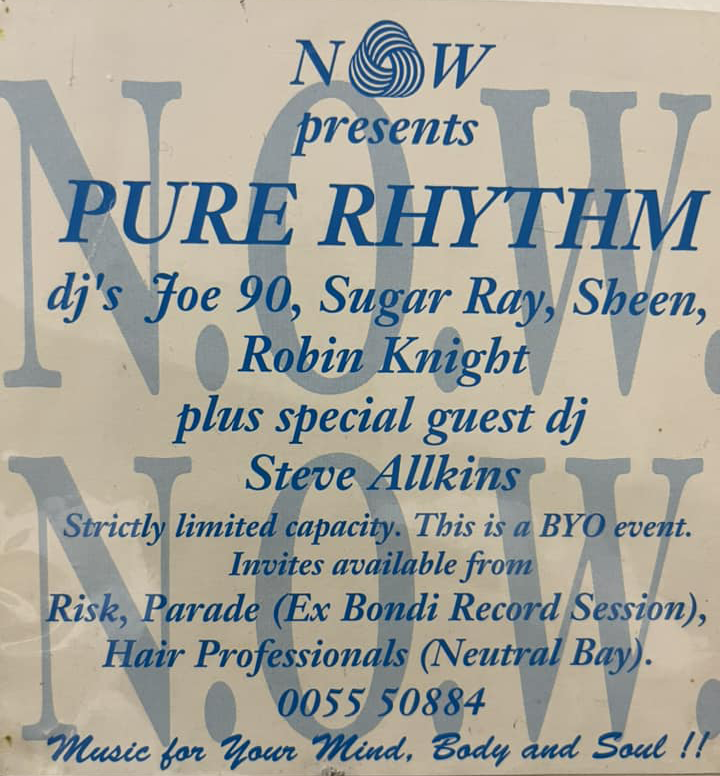 NOW
presents
PURE RHYTHM
dj's Joe 90, Sugar Ray, Sheen,
Robin Knight
plus special guest dj
Steve Allkins
Strictly limited capacity. This is a BYO event.
Invites available from
Risk, Parade (Ex Bondi Record Session),
Hair Professionals (Neutral Bay).
0055 50884
Music for Your Mind, Body and Soul !!
N.O.W.
N.O.W.